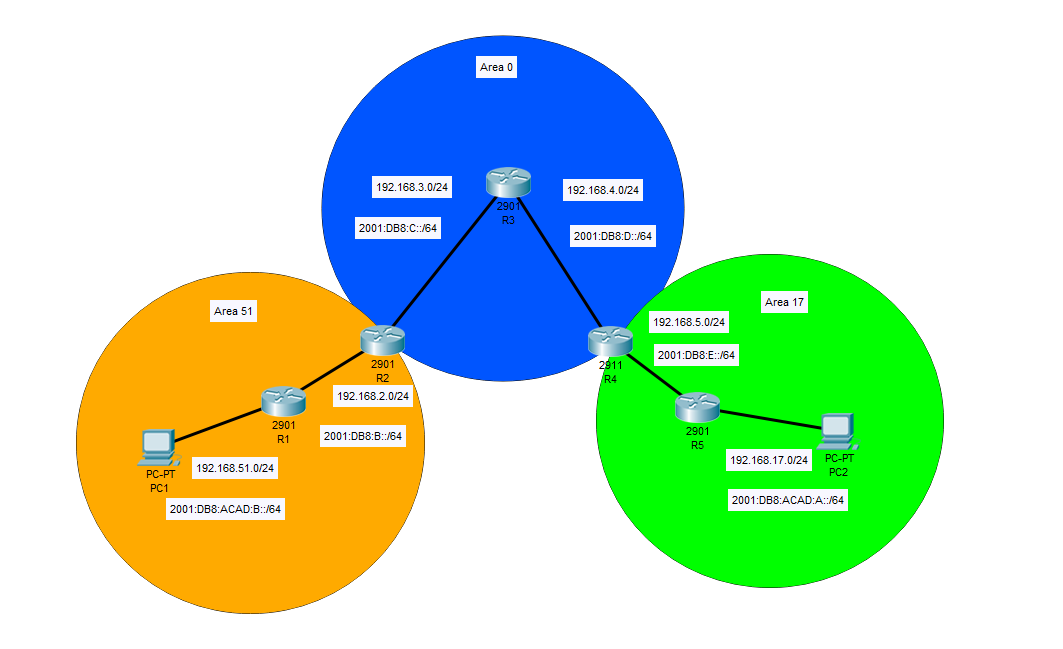 Area 0
192.168.3.0/24
192.168.4.0/24
2901
R3
2001:DB8:C::/64
2001:DB8:D::/64
Area 51
Area 17
192.168.5.0/24
2901
R2
2911
R4
2001:DB8:E::/64
192.168.2.0/24
2901
R1
2901
R5
2001:DB8:B::/64
PC-PT
PC1
192.168.51.0/24
192.168.17.0/24
PC-PT
PC2
2001:DB8:ACAD:B::/64
2001:DB8:ACAD:A::/64